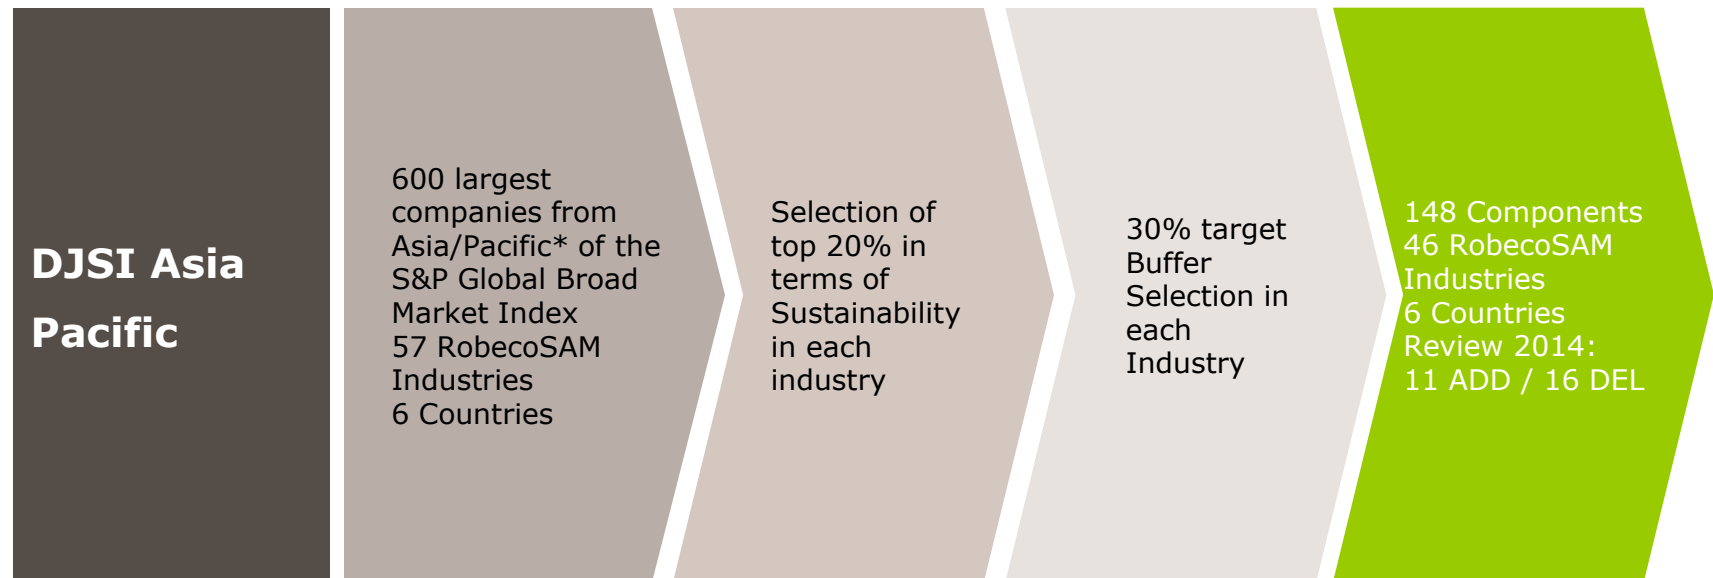 DJSI Asia
Pacific
600 largest
companies from
Asia/Pacific* of the
S&P Global Broad
Market Index
57 RobecoSAM
Industries
6 Countries
Selection of
top 20% in
terms of
Sustainability
in each
industry
30% target
Buffer
Selection in
each
Industry
148 Components
46 RobecoSAM
Industries
6 Countries
Review 2014:
11 ADD / 16 DEL